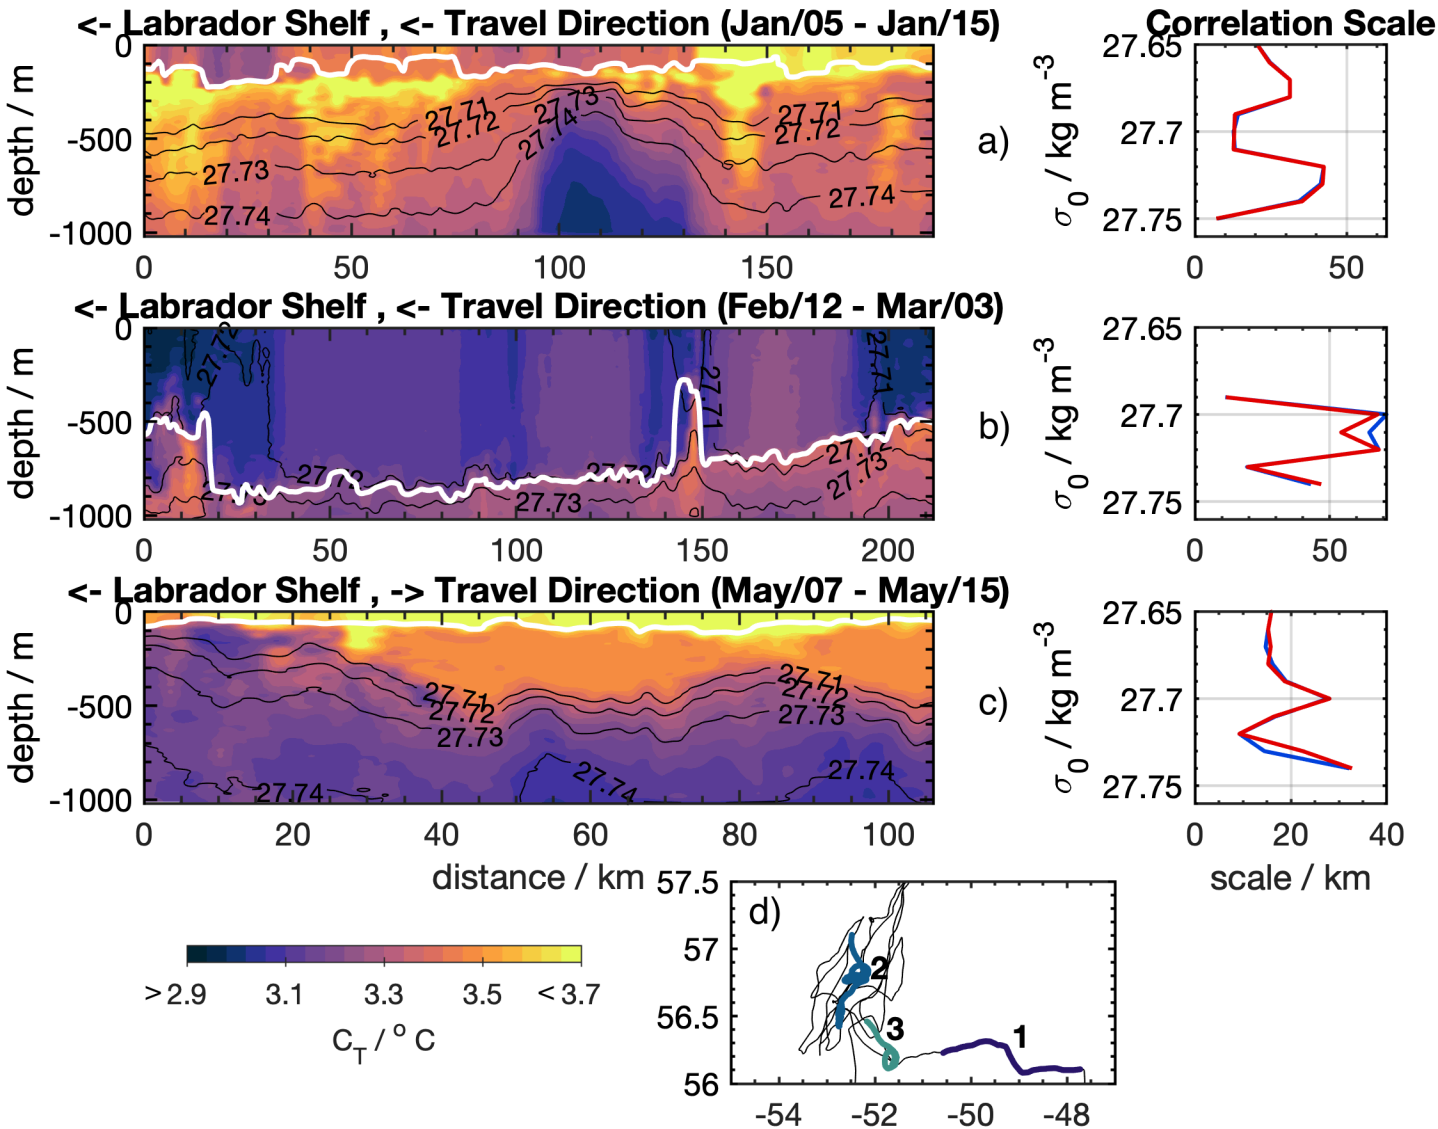 <- Labrador Shelf , <- Travel Direction (Jan/05 - Jan/15)
Correlation Scale
depth / m
0
-500
-1000
27.71
27.72
27.73
27.74
27.73
27.74
27.71
27.72
27.74
0 50 100 150
a)
σ0 / kg m-3
27.65
27.7
27.75
0 50
<- Labrador Shelf , <- Travel Direction (Feb/12 - Mar/03)
depth / m
0
-500
-1000
27.72
27.71
27.71
27.72
27.72
27.72
27.73
27.73
0 50 100 150 200
b)
σ0 / kg m-3
27.65
27.7
27.75
0 50
<- Labrador Shelf , -> Travel Direction (May/07 - May/15)
depth / m
0
-500
-1000
27.71
27.72
27.73
27.71
27.72
27.73
27.74
27.74
27.74
0 20 40 60 80 100
distance / km
c)
σ0 / kg m-3
27.65
27.7
27.75
0 20 40
scale / km
>2.9 3.1 3.3 3.5 <3.7
CT / o C
d)
57.5
57
56.5
56
2
3
1
-54 -52 -50 -48